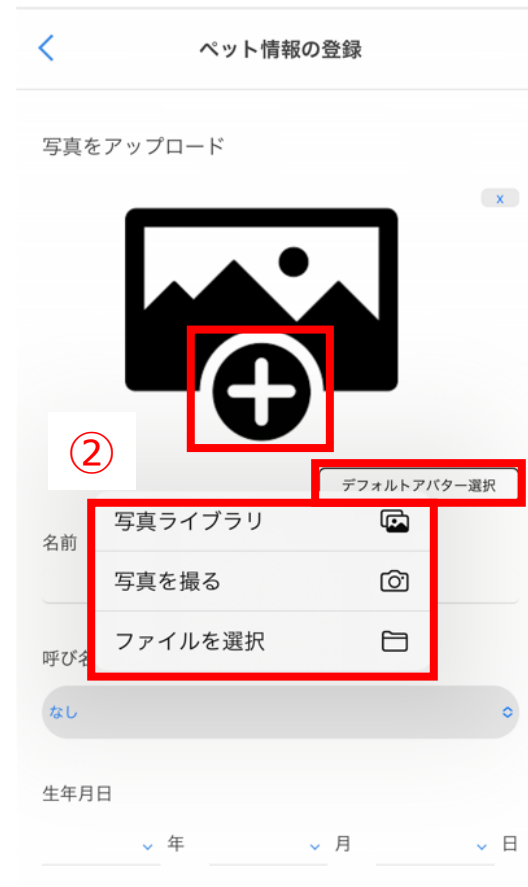 ペット情報の登録
写真をアップロード
x
②
デフォルトアバター選択
写真ライブラリ
名前
写真を撮る
ファイルを選択
呼び
なし
生年月日
年 月 日